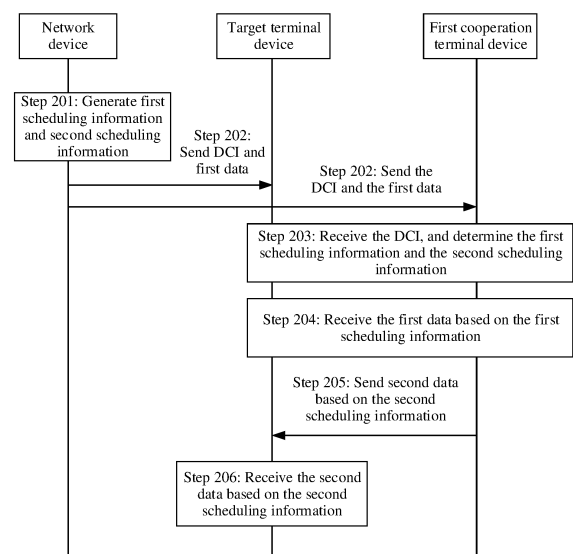 Network
device
Target terminal
device
First cooperation
terminal device
Step 201: Generate first
scheduling information
and second scheduling
information
Step 202:
Send DCI and
first data
Step 202: Send the
DCI and the first data
Step 203: Receive the DCI, and determine the first
scheduling information and the second scheduling
information
Step 204: Receive the first data based on the first
scheduling information
Step 205: Send second data
based on the second
scheduling information
Step 206: Receive the second
data based on the second
scheduling information